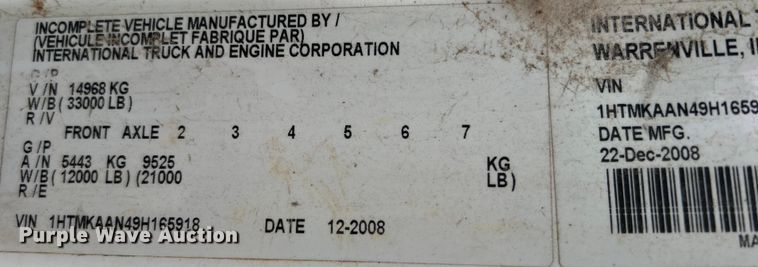 INCOMPLETE VEHICLE MANUFACTURED BY /
(VEHICULE INCOMPLET FABRIQUE PAR)
INTERNATIONAL TRUCK AND ENGINE CORPORATION
G/P
V/N 14968 KG
W/B ( 33000 LB)
R/V
FRONT AXLE 2 3 4 5 6 7
G/P
A/N 5443 KG 9525 KG
W/B( 12000 LB) (21000 LB)
R/E
VIN 1HTMKAAN49H165918 DATE 12-2008
Purple Wave Auction
INTERNATIONAL
WARRENVILLE,
VIN
1HTMKAAN49H1659
DATE MFG.
22-Dec-2008
MA